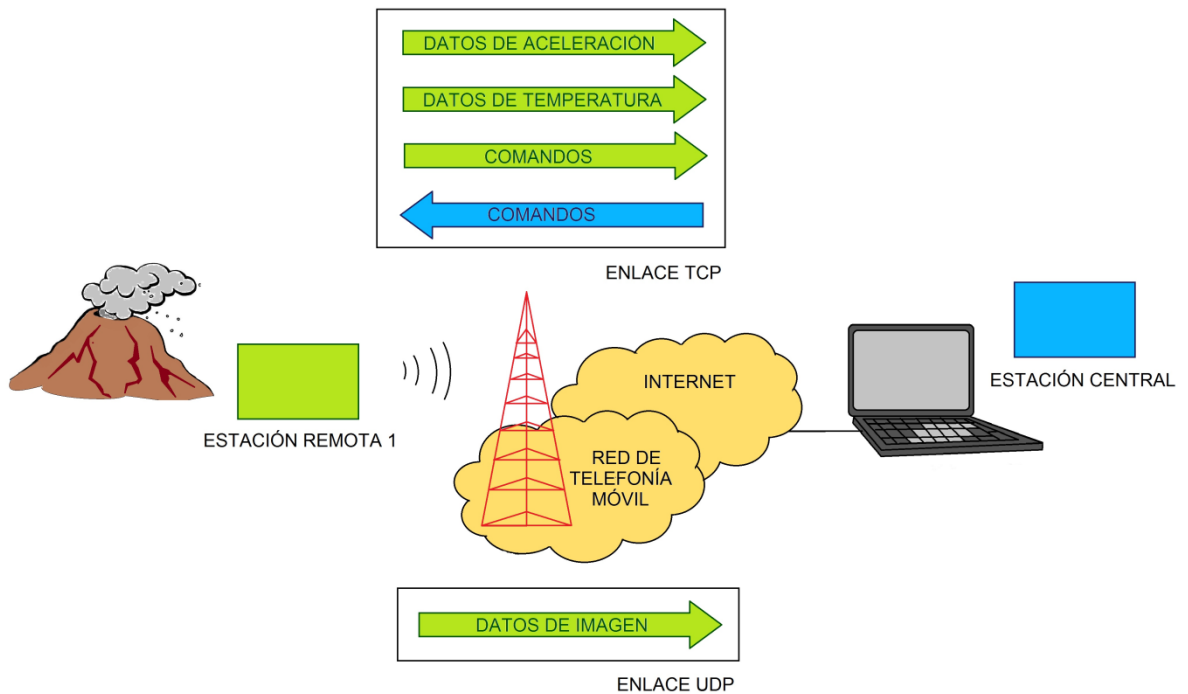 DATOS DE ACELERACIÓN
DATOS DE TEMPERATURA
COMANDOS
COMANDOS
ENLACE TCP
INTERNET
ESTACIÓN CENTRAL
ESTACIÓN REMOTA 1
RED DE
TELEFONÍA
MÓVIL
DATOS DE IMAGEN
ENLACE UDP